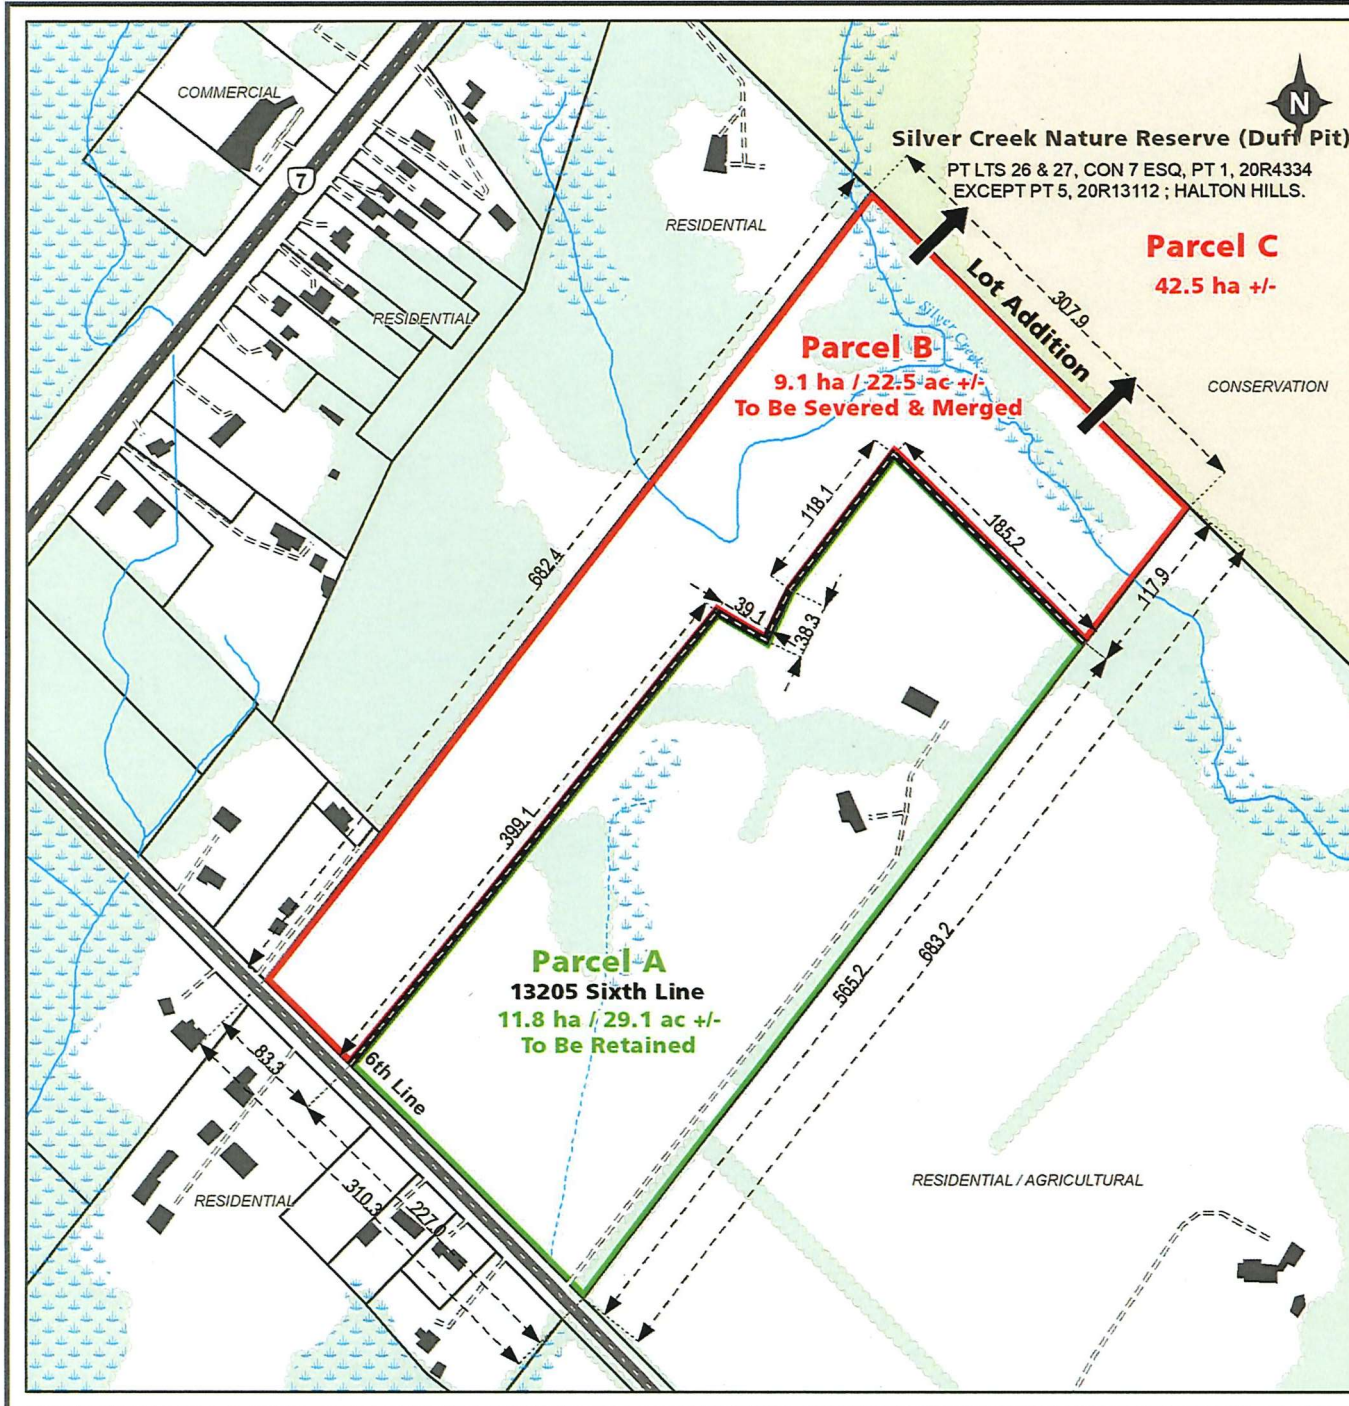 COMMERCIAL
7
N
Silver Creek Nature Reserve (Duff Pit)
PT LTS 26 & 27, CON 7 ESQ, PT 1, 20R4334
EXCEPT PT 5, 20R13112 ; HALTON HILLS.
RESIDENTIAL
Parcel C
42.5 ha +/-
Lot Addition
307.9
RESIDENTIAL
Silver Creek
Parcel B
9.1 ha / 22.5 ac +/-
To Be Severed & Merged
CONSERVATION
118.1
185.2
682.4
117.9
39.1
38.3
399.1
Parcel A
13205 Sixth Line
11.8 ha / 29.1 ac +/-
To Be Retained
683.2
565.2
83.3
6th Line
RESIDENTIAL
310.3
227.0
RESIDENTIAL / AGRICULTURAL